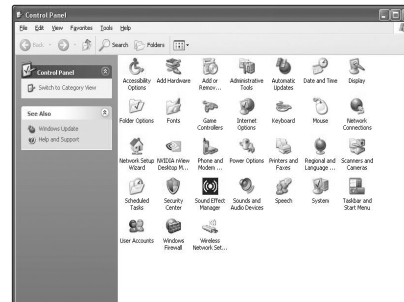 Control Panel
File Edit View Favorites Tools Help
Back Search Folders
Control Panel
Switch to Category View
See Also
Windows Update
Help and Support
Accessibility Options
Add Hardware
Add or Remov...
Administrative Tools
Automatic Updates
Date and Time
Display
Folder Options
Fonts
Game Controllers
Internet Options
Keyboard
Mouse
Network Connections
Network Setup Wizard
NVIDIA nView Desktop M...
Phone and Modem ...
Power Options
Printers and Faxes
Regional and Language ...
Scanners and Cameras
Scheduled Tasks
Security Center
Sound Effect Manager
Sounds and Audio Devices
Speech
System
Taskbar and Start Menu
User Accounts
Windows Firewall
Wireless Network Set...